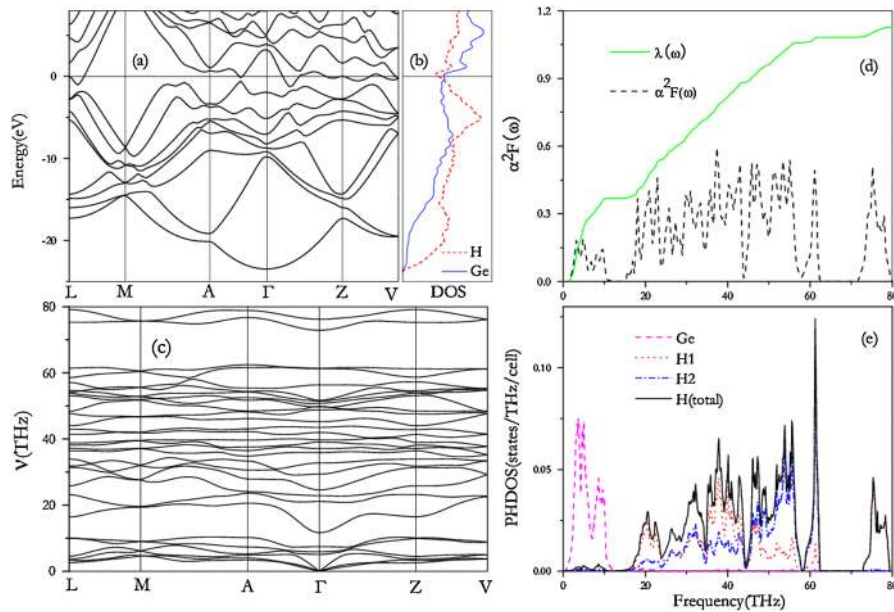 (a)
(b)
Energy(eV)
0
-10
-20
H
Ge
L M A Γ Z V DOS
1.2
0.9
0.6
0.3
0.0
α²F(ω)
λ(ω)
α²F(ω)
(d)
0 20 40 60 80
80
60
40
20
0
ν(THz)
(c)
L M A Γ Z V
0.10
0.05
0.00
PHDOS(states/THz/cell)
Ge
H1
H2
H(total)
(e)
0 20 40 60 80
Frequency(THz)